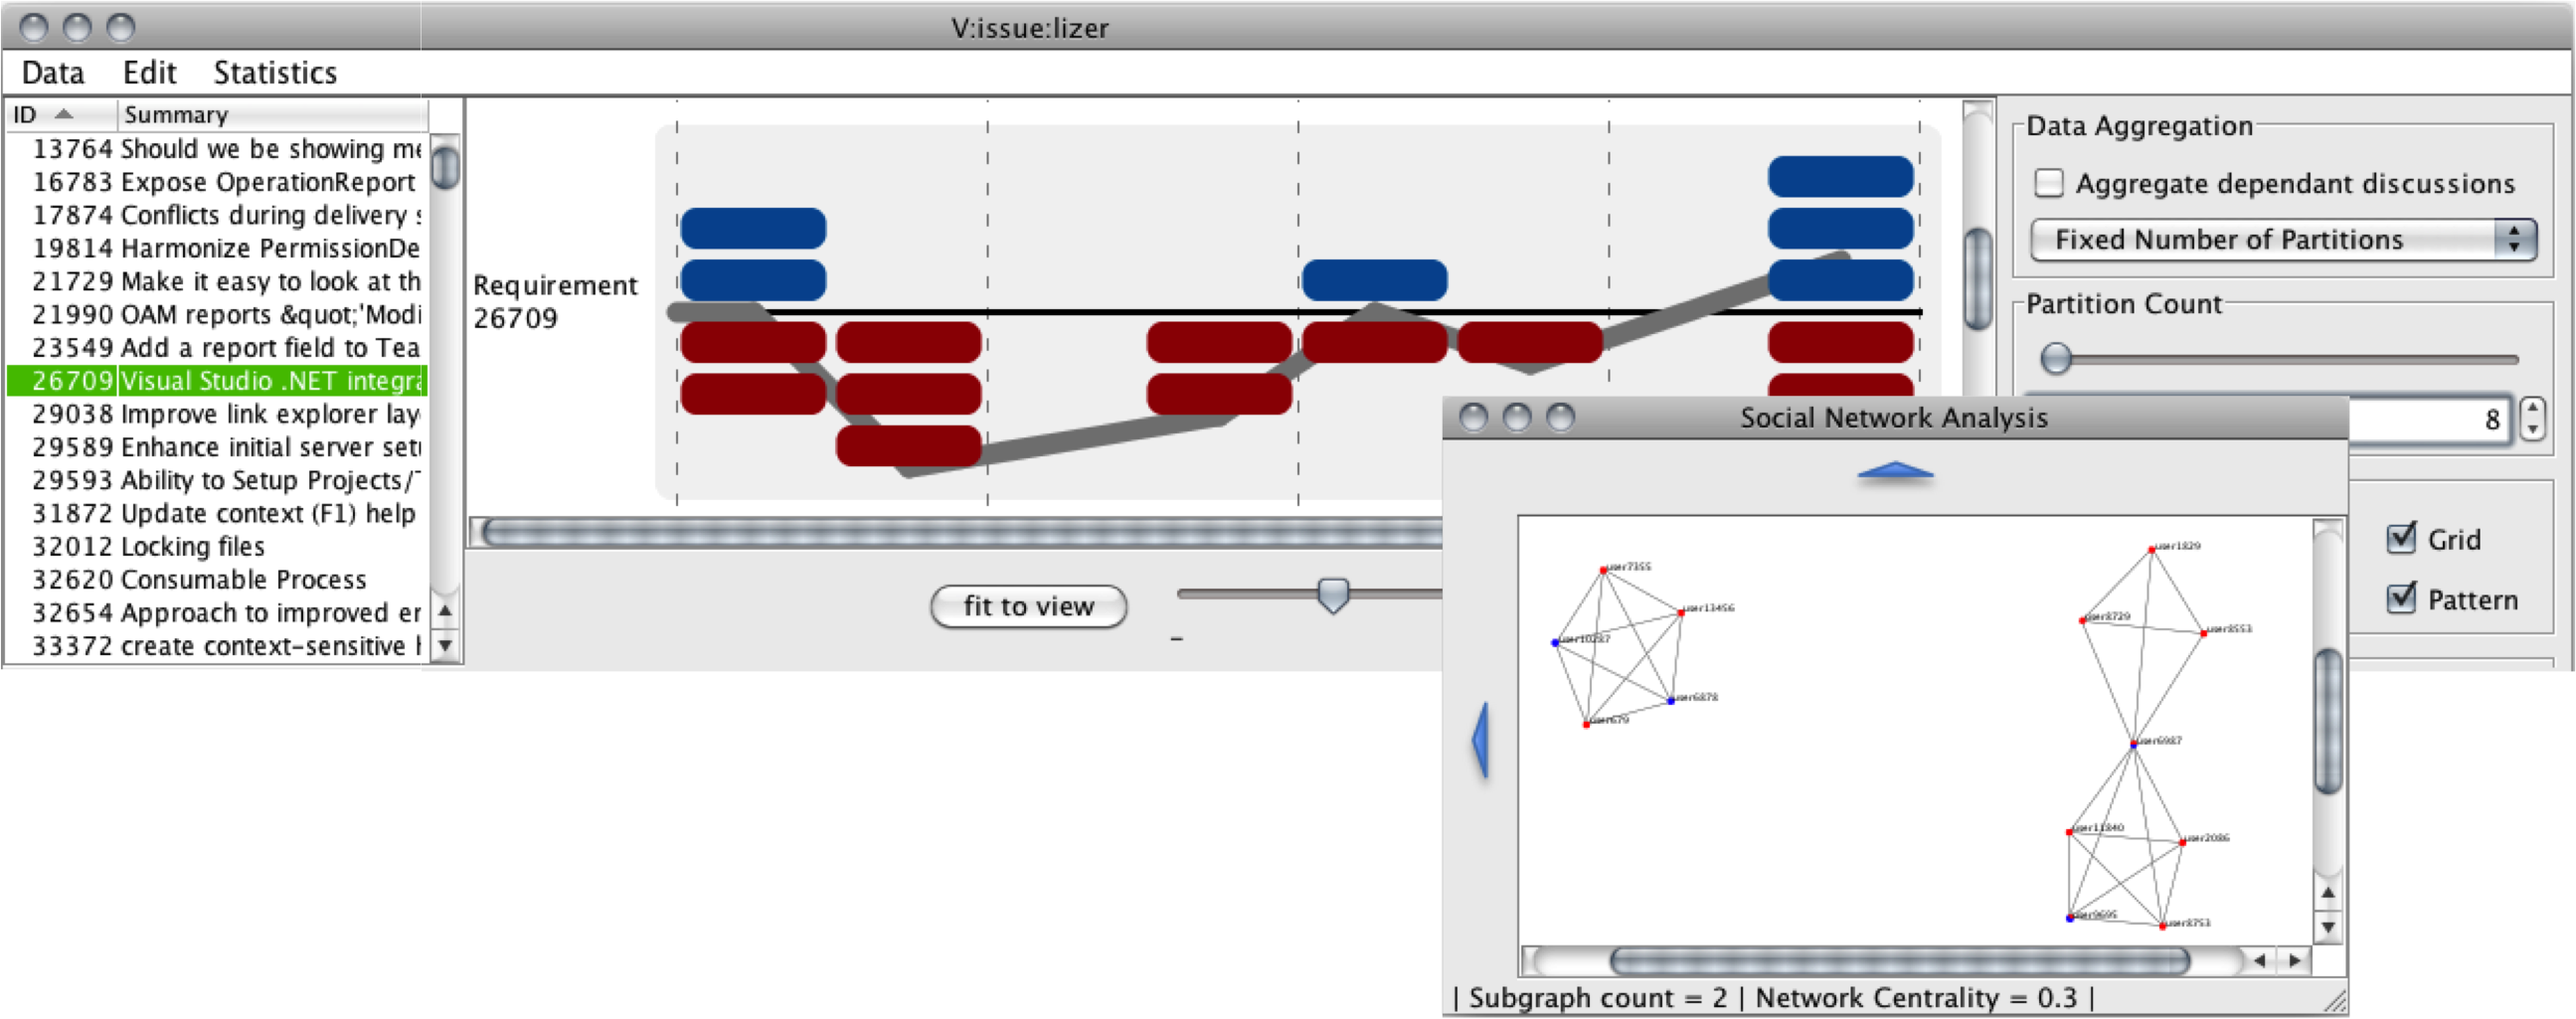 V:issue:lizer
Data Edit Statistics
ID Summary
13764 Should we be showing me
16783 Expose OperationReport
17874 Conflicts during delivery s
19814 Harmonize PermissionDe
21729 Make it easy to look at th
21990 OAM reports &quot;'Modi
23549 Add a report field to Tea
26709 Visual Studio .NET integra
29038 Improve link explorer lay
29589 Enhance initial server set
29593 Ability to Setup Projects/
31872 Update context (F1) help
32012 Locking files
32620 Consumable Process
32654 Approach to improved er
33372 create context-sensitive
Requirement
26709
fit to view
–
Data Aggregation
Aggregate dependant discussions
Fixed Number of Partitions
Partition Count
8
Grid
Pattern
Social Network Analysis
user7355
user13456
user10287
user6878
user679
user1829
user8729
user8553
user6987
user11840
user2086
user9695
user8753
| Subgraph count = 2 | Network Centrality = 0.3 |